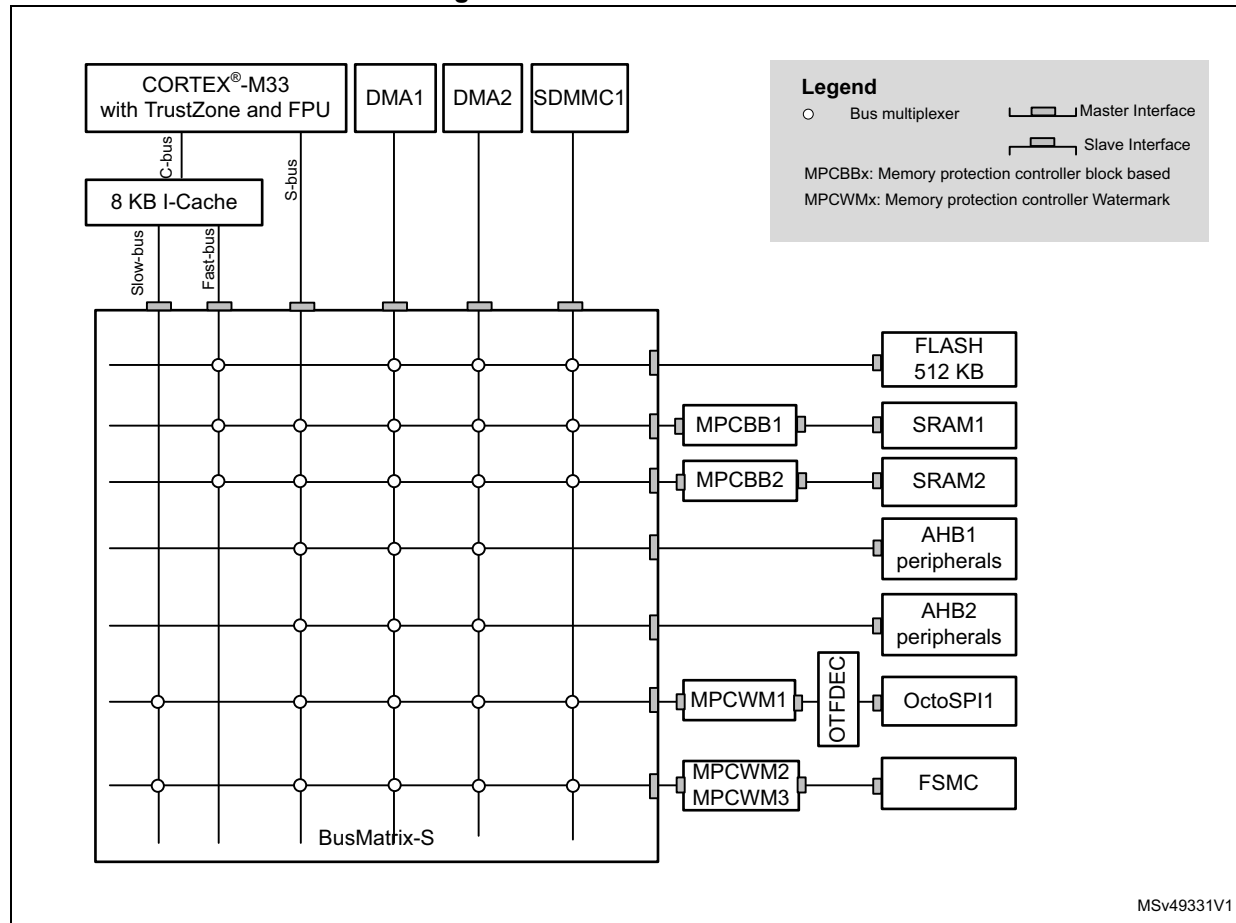 CORTEX®-M33
with TrustZone and FPU
DMA1
DMA2
SDMMC1
Legend
Bus multiplexer
Master Interface
Slave Interface
MPCBBx: Memory protection controller block based
MPCWMx: Memory protection controller Watermark
C-bus
S-bus
8 KB I-Cache
Slow-bus
Fast-bus
FLASH
512 KB
MPCBB1
SRAM1
MPCBB2
SRAM2
AHB1
peripherals
AHB2
peripherals
MPCWM1
OTFDEC
OctoSPI1
MPCWM2
MPCWM3
FSMC
BusMatrix-S
MSv49331V1